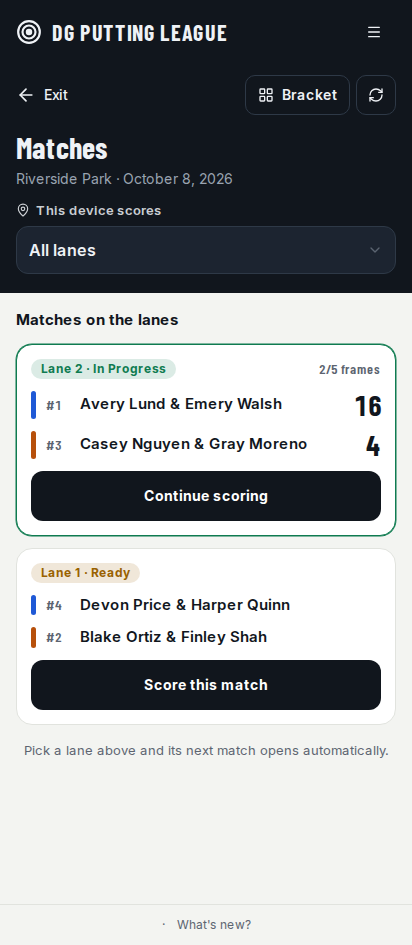 DG PUTTING LEAGUE
Exit
Bracket
Matches
Riverside Park · October 8, 2026
This device scores
All lanes
Matches on the lanes
Lane 2 · In Progress
2/5 frames
#1 Avery Lund & Emery Walsh 16
#3 Casey Nguyen & Gray Moreno 4
Continue scoring
Lane 1 · Ready
#4 Devon Price & Harper Quinn
#2 Blake Ortiz & Finley Shah
Score this match
Pick a lane above and its next match opens automatically.
· What's new?